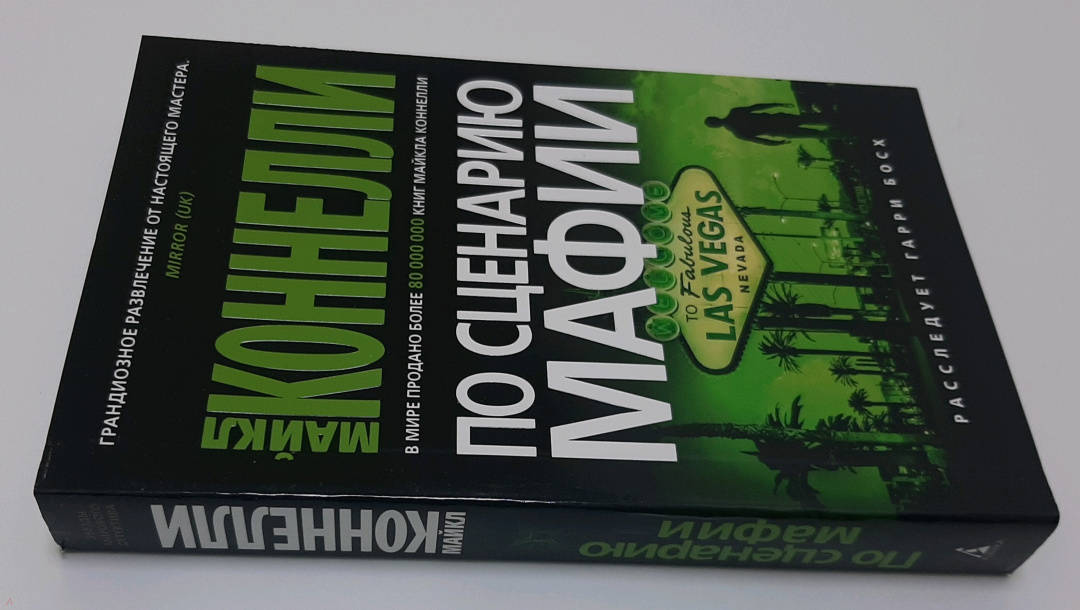 ГРАНДИОЗНОЕ РАЗВЛЕЧЕНИЕ ОТ НАСТОЯЩЕГО МАСТЕРА.
MIRROR (UK)
МАЙКЛ
КОННЕЛЛИ
В МИРЕ ПРОДАНО БОЛЕЕ 80 000 000 КНИГ МАЙКЛА КОННЕЛЛИ
ПО СЦЕНАРИЮ
МАФИИ
WELCOME
TO Fabulous
LAS VEGAS
NEVADA
РАССЛЕДУЕТ ГАРРИ БОСХ
МАЙКЛ
КОННЕЛЛИ
По сценарию
мафии